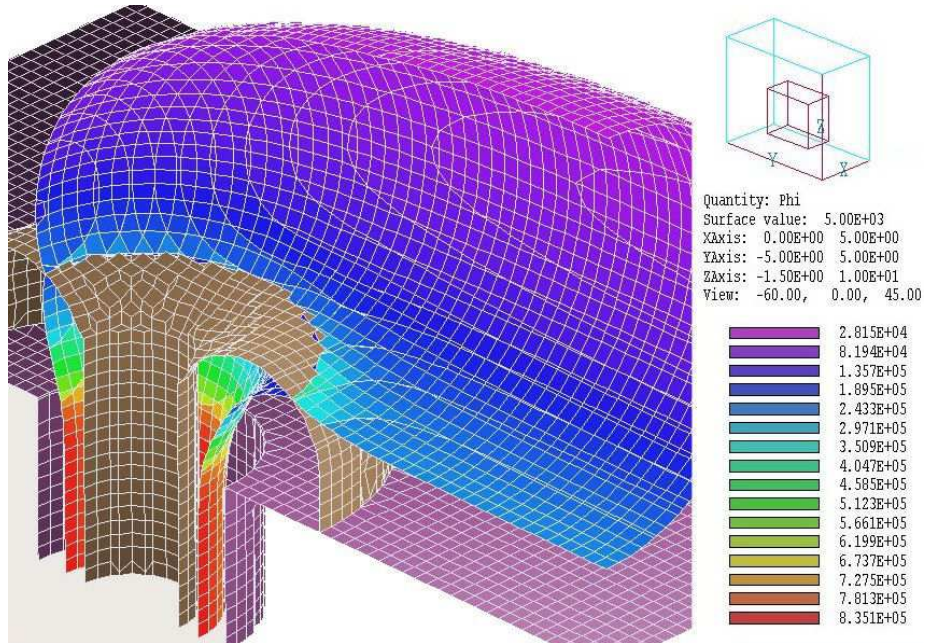 Z
Y
X
Quantity: Phi
Surface value: 5.00E+03
XAxis: 0.00E+00 5.00E+00
YAxis: -5.00E+00 5.00E+00
ZAxis: -1.50E+00 1.00E+01
View: -60.00, 0.00, 45.00
2.815E+04
8.194E+04
1.357E+05
1.895E+05
2.433E+05
2.971E+05
3.509E+05
4.047E+05
4.585E+05
5.123E+05
5.661E+05
6.199E+05
6.737E+05
7.275E+05
7.813E+05
8.351E+05